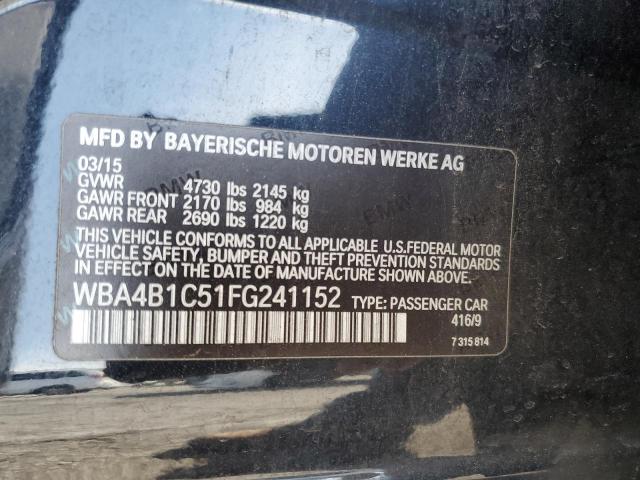 MFD BY BAYERISCHE MOTOREN WERKE AG
03/15
GVWR 4730 lbs 2145 kg
GAWR FRONT 2170 lbs 984 kg
GAWR REAR 2690 lbs 1220 kg
THIS VEHICLE CONFORMS TO ALL APPLICABLE U.S.FEDERAL MOTOR
VEHICLE SAFETY, BUMPER AND THEFT PREVENTION STANDARDS
IN EFFECT ON THE DATE OF MANUFACTURE SHOWN ABOVE.
WBA4B1C51FG241152 TYPE: PASSENGER CAR
416/9
7 315 814